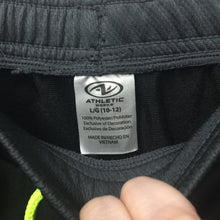 ATHLETIC
WORKS
L/G (10-12)
100% Polyester/Poliéster
Exclusive of Decoration
Exclusivo de Decoración
MADE IN/HECHO EN
VIETNAM